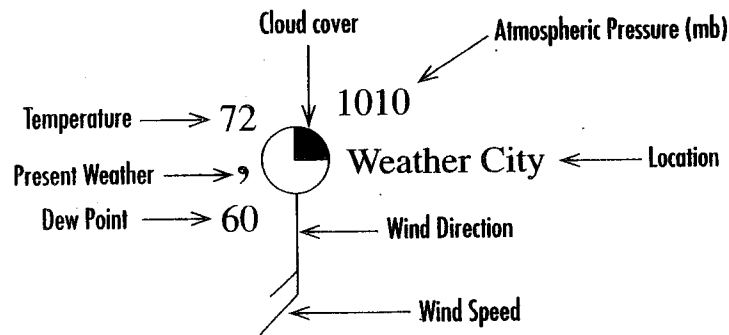 Cloud cover
Atmospheric Pressure (mb)
1010
Temperature
72
Weather City
Location
Present Weather
,
Dew Point
60
Wind Direction
Wind Speed